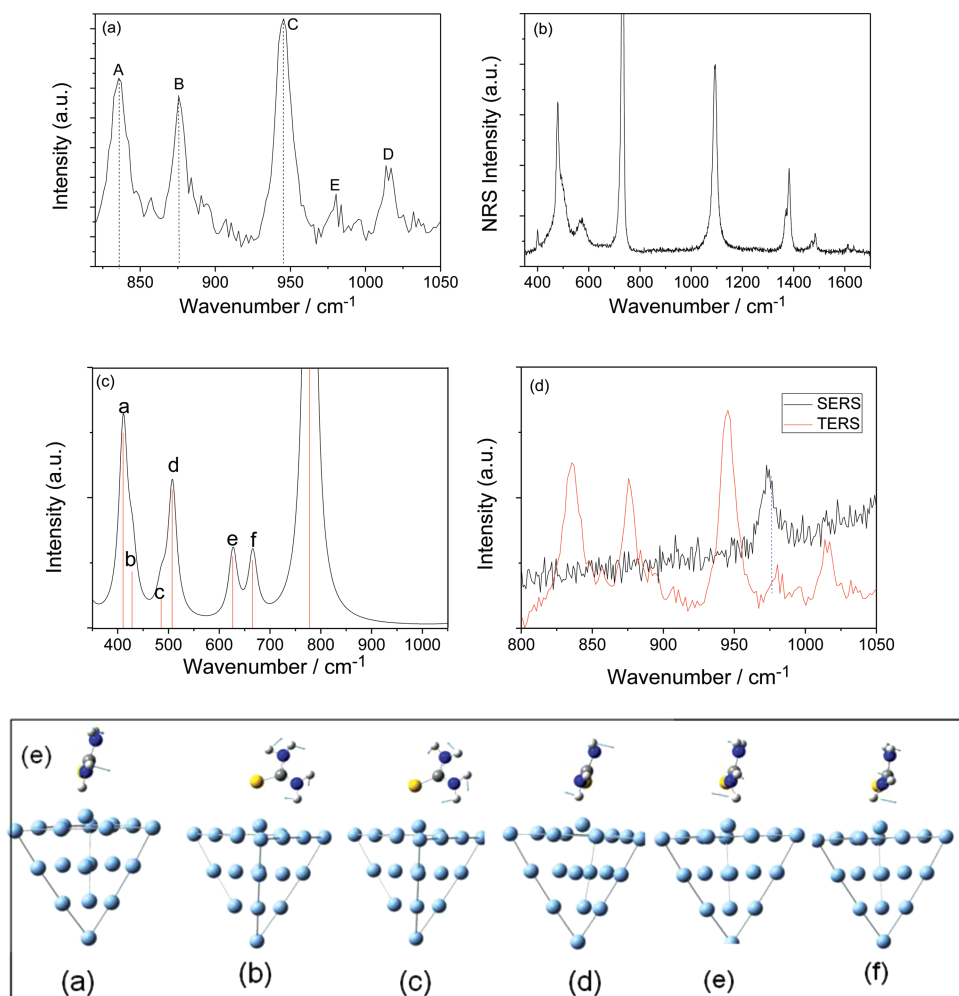 (a)
A
B
C
E
D
Intensity (a.u.)
850 900 950 1000 1050
Wavenumber / cm-1
(b)
NRS Intensity (a.u.)
400 600 800 1000 1200 1400 1600
Wavenumber / cm-1
(c)
a
b
c
d
e
f
Intensity (a.u.)
400 500 600 700 800 900 1000
Wavenumber / cm-1
(d)
SERS
TERS
Intensity (a.u.)
800 850 900 950 1000 1050
Wavenumber / cm-1
(e)
(a) (b) (c) (d) (e) (f)